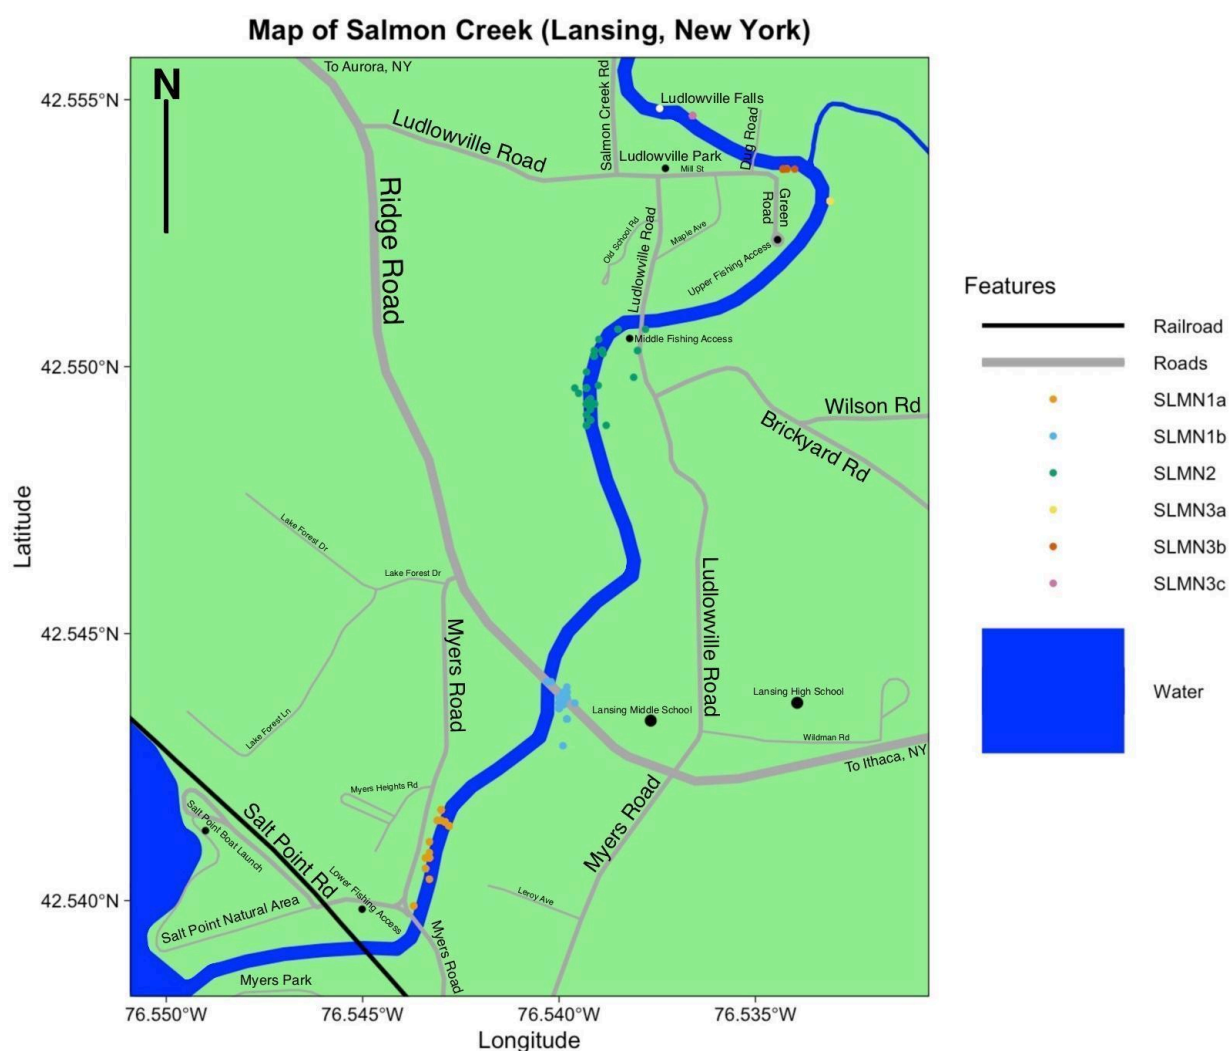 Map of Salmon Creek (Lansing, New York)
N
To Aurora, NY
Salmon Creek Rd
Ludlowville Falls
42.555°N
Ludlowville Road
Dug Road
Ludlowville Park
Mill St
Ridge Road
Green
Road
Old School Rd
Ludlowville Road
Maple Ave
Upper Fishing Access
Features
Railroad
Middle Fishing Access
42.550°N
Roads
SLMN1a
Wilson Rd
Brickyard Rd
SLMN1b
SLMN2
SLMN3a
Latitude
Lake Forest Dr
SLMN3b
Lake Forest Dr
SLMN3c
Ludlowville Road
42.545°N
Myers Road
Lansing High School
Water
Lansing Middle School
Lake Forest Ln
Wildman Rd
To Ithaca, NY
Myers Heights Rd
Salt Point Boat Launch
Salt Point Rd
Myers Road
Lower Fishing Access
Leroy Ave
42.540°N
Salt Point Natural Area
Myers Road
Myers Park
76.550°W
76.545°W
76.540°W
76.535°W
Longitude